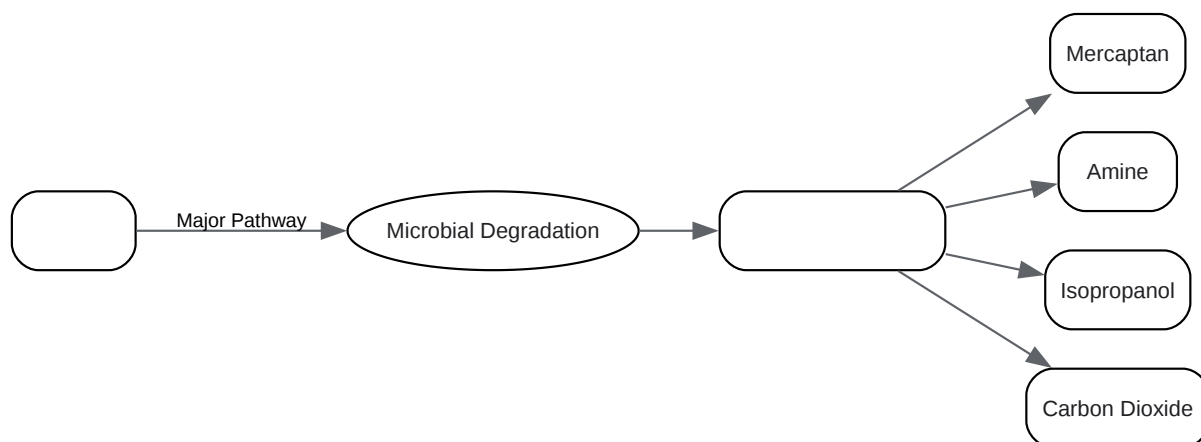 Major Pathway
Microbial Degradation
Mercaptan
Amine
Isopropanol
Carbon Dioxide